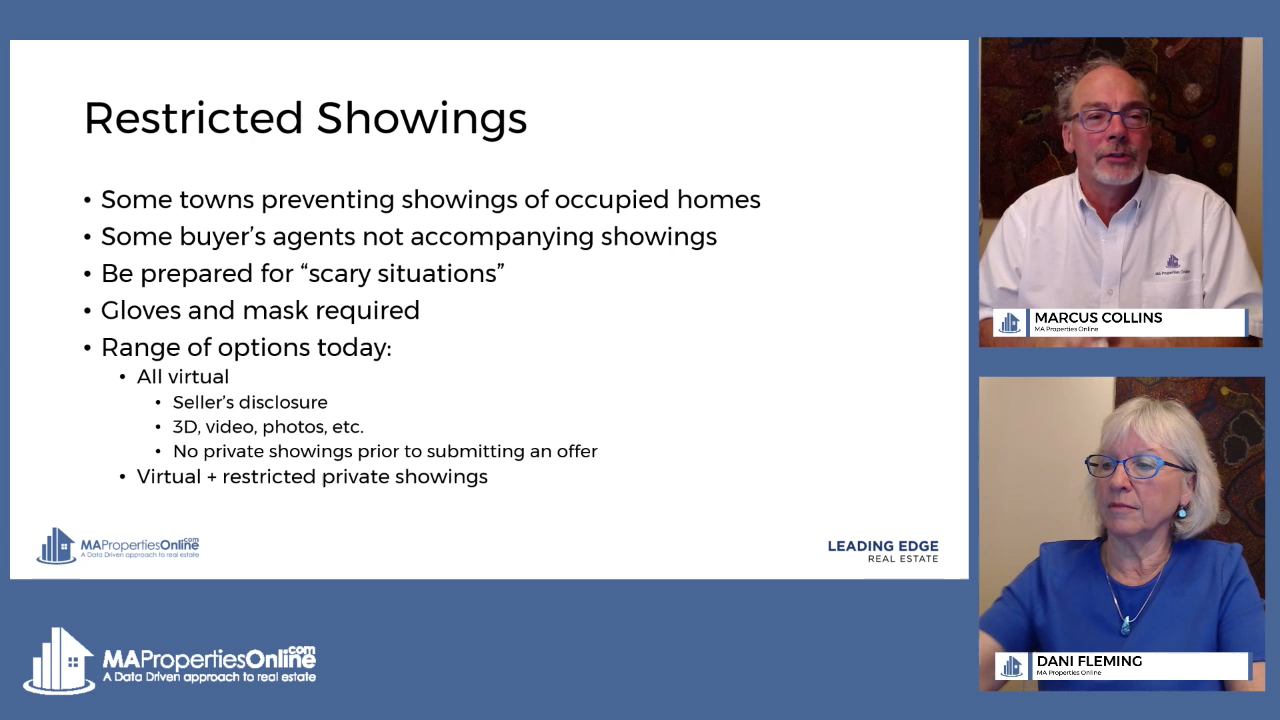 Restricted Showings
• Some towns preventing showings of occupied homes
• Some buyer’s agents not accompanying showings
• Be prepared for “scary situations”
• Gloves and mask required
• Range of options today:
• All virtual
• Seller’s disclosure
• 3D, video, photos, etc.
• No private showings prior to submitting an offer
• Virtual + restricted private showings
MAPropertiesOnline.com
A Data Driven approach to real estate
LEADING EDGE
REAL ESTATE
MA Properties Online
MARCUS COLLINS
MA Properties Online
DANI FLEMING
MA Properties Online
MAPropertiesOnline.com
A Data Driven approach to real estate